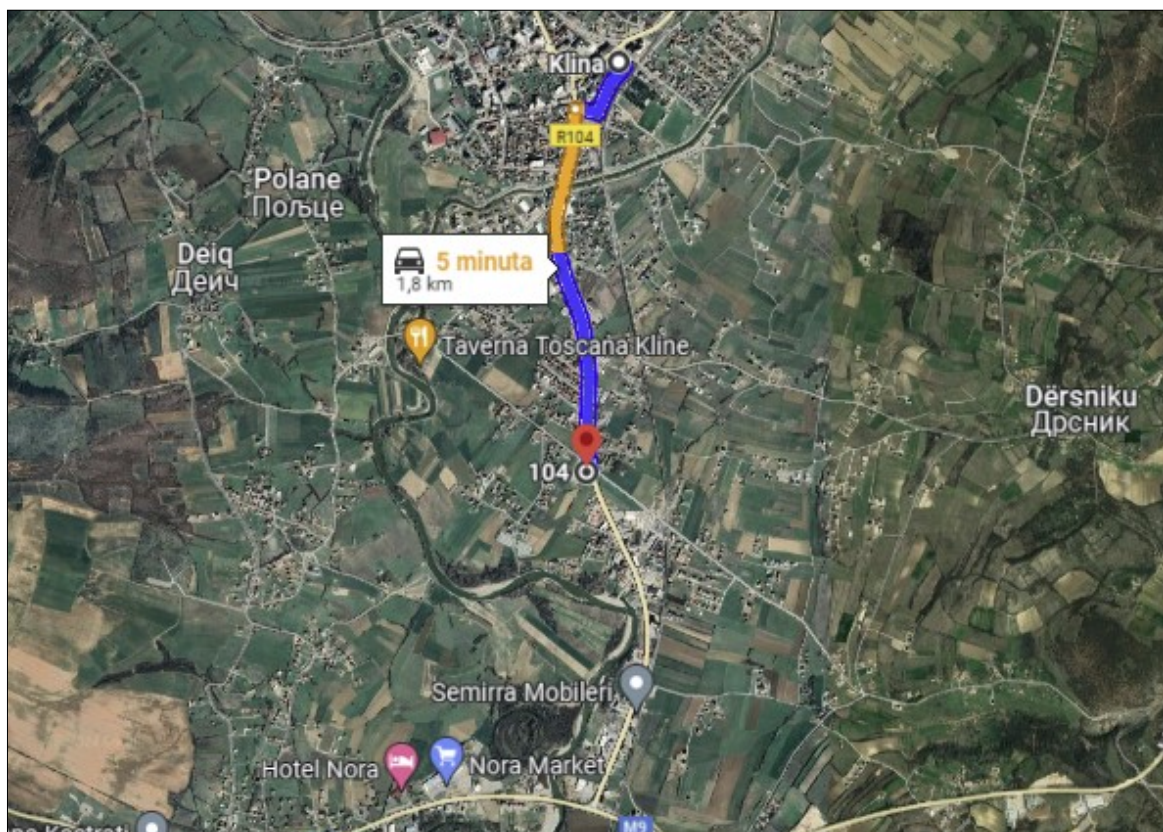 Klina
R104
Polane
Пољце
Deiq
Деич
5 minuta
1,8 km
Taverna Toscana Kline
Dërsniku
Дрсник
104
Semirra Mobileri
Hotel Nora
Nora Market
M9